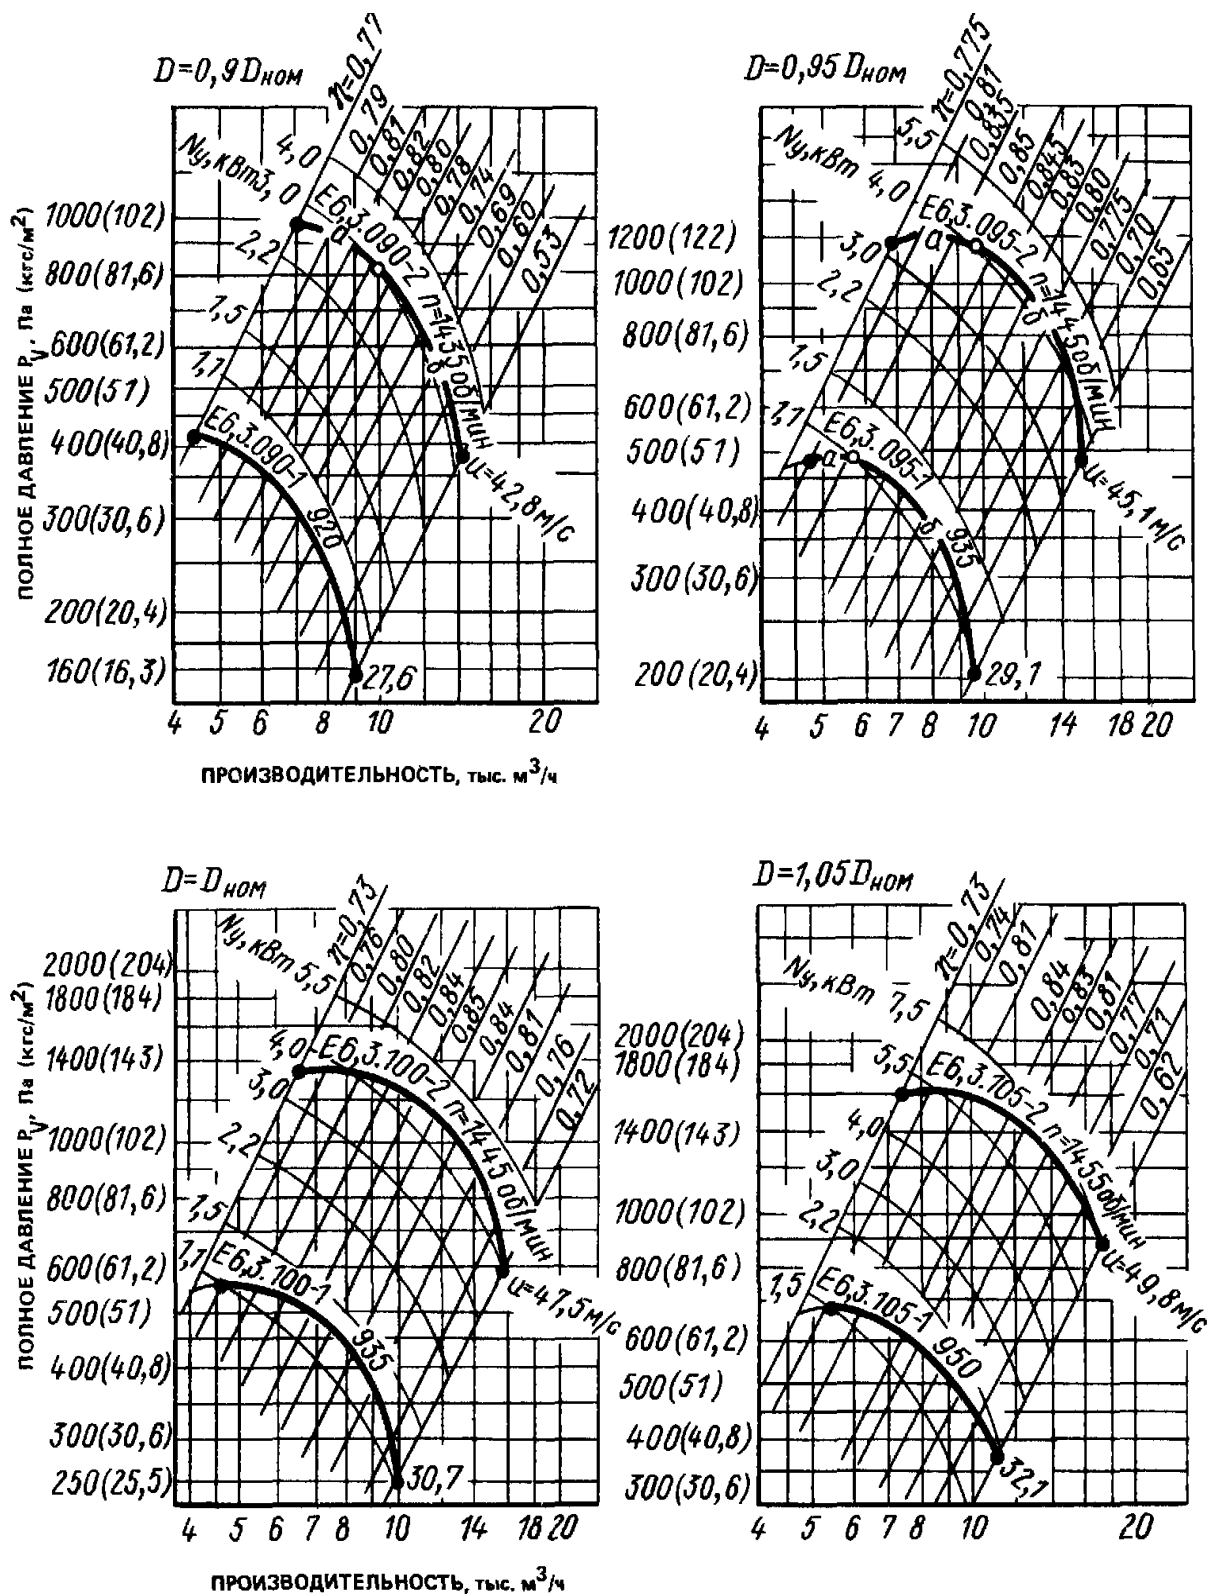 D=0,9 Dном
η=0,77
0,79
0,81
0,82
0,80
0,78
0,74
0,69
0,60
0,53
Nу, кВт 3,0
4,0
2,2
1,5
1,1
E6,3.090-2 n=1435 об/мин
а
б
u=42,8 м/с
E6,3.090-1
920
27,6
ПОЛНОЕ ДАВЛЕНИЕ Pv, Па (кгс/м²)
1000(102)
800(81,6)
600(61,2)
500(51)
400(40,8)
300(30,6)
200(20,4)
160(16,3)
4 5 6 8 10 20
ПРОИЗВОДИТЕЛЬНОСТЬ, тыс. м³/ч
D=0,95 Dном
η=0,775
0,81
0,835
0,85
0,845
0,83
0,80
0,775
0,70
0,65
5,5
Nу, кВт 4,0
3,0
2,2
1,5
1,1
E6,3.095-2 n=1445 об/мин
а
б
u=45,1 м/с
E6,3.095-1
а
б
935
29,1
1200(122)
1000(102)
800(81,6)
600(61,2)
500(51)
400(40,8)
300(30,6)
200(20,4)
4 5 6 7 8 10 14 18 20
D=Dном
η=0,73
0,76
0,80
0,82
0,84
0,85
0,84
0,81
0,76
0,72
Nу, кВт 5,5
4,0
3,0
2,2
1,5
1,1
E6,3.100-2 n=1445 об/мин
u=47,5 м/с
E6,3.100-1
935
30,7
ПОЛНОЕ ДАВЛЕНИЕ Pv, Па (кгс/м²)
2000(204)
1800(184)
1400(143)
1000(102)
800(81,6)
600(61,2)
500(51)
400(40,8)
300(30,6)
250(25,5)
4 5 6 7 8 10 14 18 20
ПРОИЗВОДИТЕЛЬНОСТЬ, тыс. м³/ч
D=1,05 Dном
η=0,73
0,74
0,81
0,84
0,83
0,81
0,77
0,71
0,62
Nу, кВт 7,5
5,5
4,0
3,0
2,2
1,5
E6,3.105-2 n=1455 об/мин
u=49,8 м/с
E6,3.105-1
950
32,1
2000(204)
1800(184)
1400(143)
1000(102)
800(81,6)
600(61,2)
500(51)
400(40,8)
300(30,6)
4 5 6 7 8 10 20